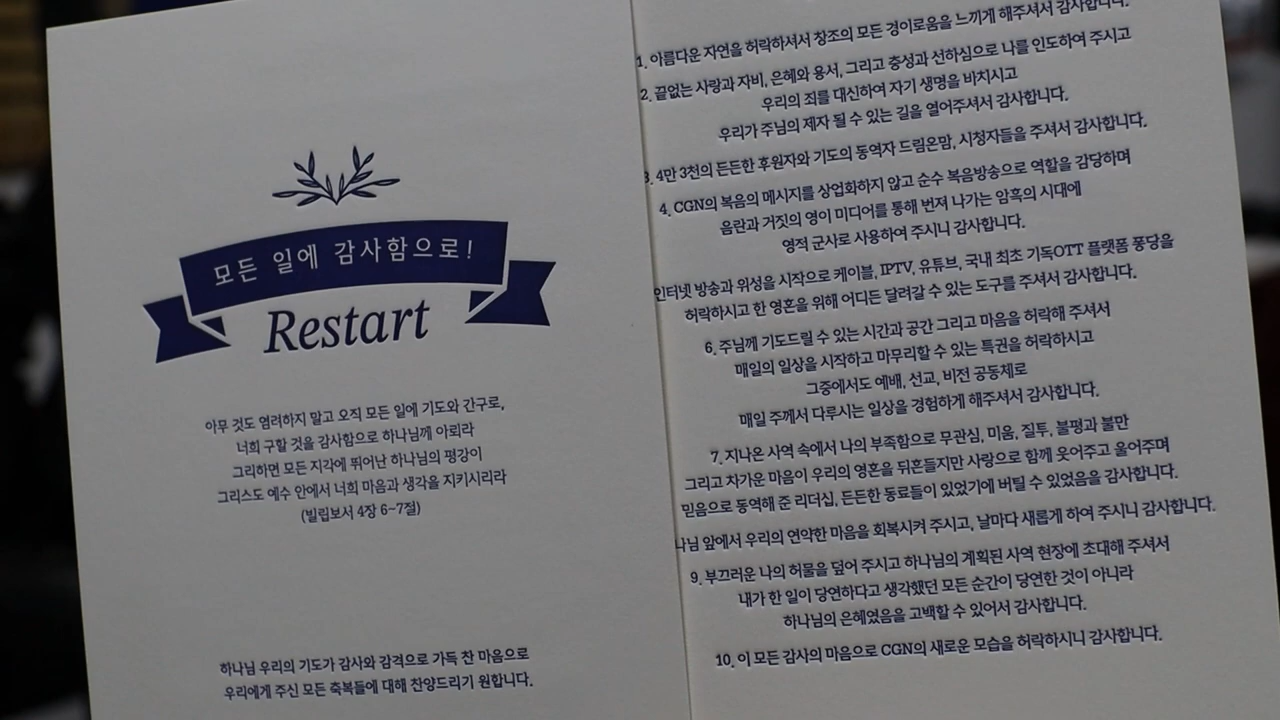 모든 일에 감사함으로!
Restart
아무 것도 염려하지 말고 오직 모든 일에 기도와 간구로,
너희 구할 것을 감사함으로 하나님께 아뢰라
그리하면 모든 지각에 뛰어난 하나님의 평강이
그리스도 예수 안에서 너희 마음과 생각을 지키시리라
(빌립보서 4장 6-7절)
하나님 우리의 기도가 감사와 감격으로 가득 찬 마음으로
우리에게 주신 모든 축복들에 대해 찬양드리기 원합니다.
1. 아름다운 자연을 허락하셔서 창조의 모든 경이로움을 느끼게 해주셔서 감사합니다.
2. 끝없는 사랑과 자비, 은혜와 용서, 그리고 충성과 선하심으로 나를 인도하여 주시고
우리의 죄를 대신하여 자기 생명을 바치시고
우리가 주님의 제자 될 수 있는 길을 열어주셔서 감사합니다.
3. 4만 3천의 든든한 후원자와 기도의 동역자 드림온맘, 시청자들을 주셔서 감사합니다.
4. CGN의 복음의 메시지를 상업화하지 않고 순수 복음방송으로 역할을 감당하며
음란과 거짓의 영이 미디어를 통해 번져 나가는 암흑의 시대에
영적 군사로 사용하여 주시니 감사합니다.
인터넷 방송과 위성을 시작으로 케이블, IPTV, 유튜브, 국내 최초 기독OTT 플랫폼 퐁당을
허락하시고 한 영혼을 위해 어디든 달려갈 수 있는 도구를 주셔서 감사합니다.
6. 주님께 기도드릴 수 있는 시간과 공간 그리고 마음을 허락해 주셔서
매일의 일상을 시작하고 마무리할 수 있는 특권을 허락하시고
그중에서도 예배, 선교, 비전 공동체로
매일 주께서 다루시는 일상을 경험하게 해주셔서 감사합니다.
7. 지나온 사역 속에서 나의 부족함으로 무관심, 미움, 질투, 불평과 불만
그리고 차가운 마음이 우리의 영혼을 뒤흔들지만 사랑으로 함께 웃어주고 울어주며
믿음으로 동역해 준 리더십, 든든한 동료들이 있었기에 버틸 수 있었음을 감사합니다.
나님 앞에서 우리의 연약한 마음을 회복시켜 주시고, 날마다 새롭게 하여 주시니 감사합니다.
9. 부끄러운 나의 허물을 덮어 주시고 하나님의 계획된 사역 현장에 초대해 주셔서
내가 한 일이 당연하다고 생각했던 모든 순간이 당연한 것이 아니라
하나님의 은혜였음을 고백할 수 있어서 감사합니다.
10. 이 모든 감사의 마음으로 CGN의 새로운 모습을 허락하시니 감사합니다.